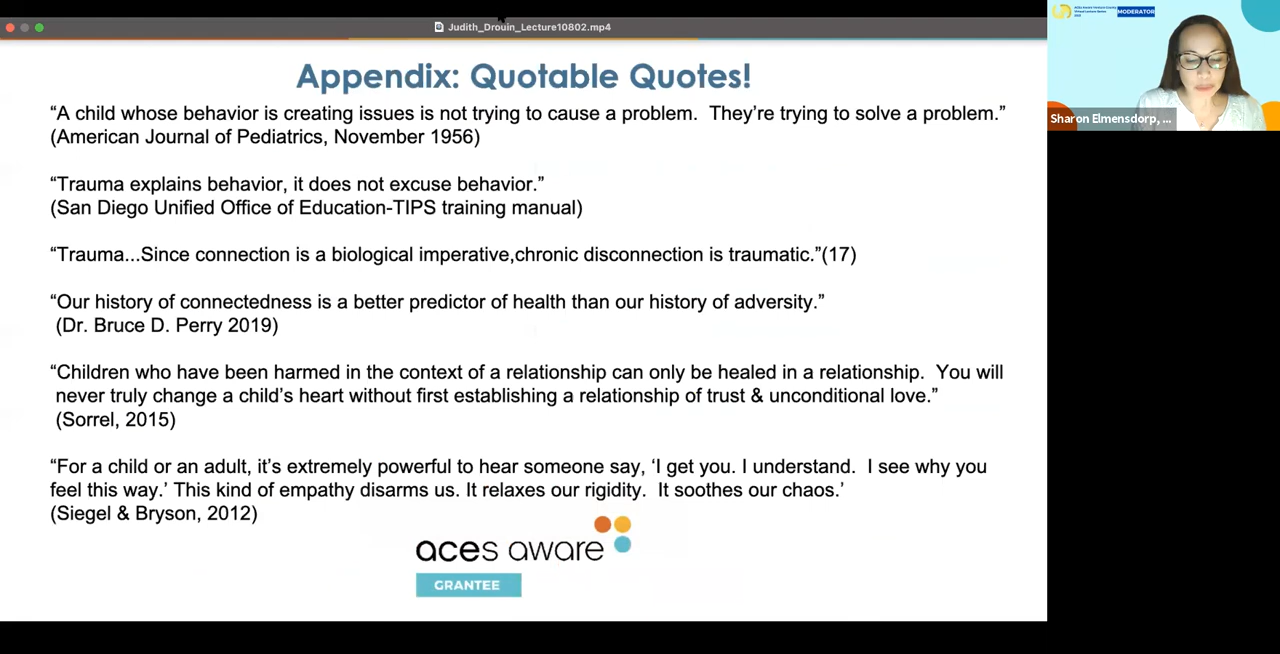 Judith_Drouin_Lecture10802.mp4
MODERATOR
Sharon Elmensdorp, ...
Appendix: Quotable Quotes!
“A child whose behavior is creating issues is not trying to cause a problem.  They’re trying to solve a problem.”
(American Journal of Pediatrics, November 1956)
“Trauma explains behavior, it does not excuse behavior.”
(San Diego Unified Office of Education-TIPS training manual)
“Trauma...Since connection is a biological imperative,chronic disconnection is traumatic.”(17)
“Our history of connectedness is a better predictor of health than our history of adversity.”
(Dr. Bruce D. Perry 2019)
“Children who have been harmed in the context of a relationship can only be healed in a relationship.  You will
never truly change a child’s heart without first establishing a relationship of trust & unconditional love.”
(Sorrel, 2015)
“For a child or an adult, it’s extremely powerful to hear someone say, ‘I get you. I understand.  I see why you
feel this way.’ This kind of empathy disarms us. It relaxes our rigidity.  It soothes our chaos.’
(Siegel & Bryson, 2012)
aces aware
GRANTEE